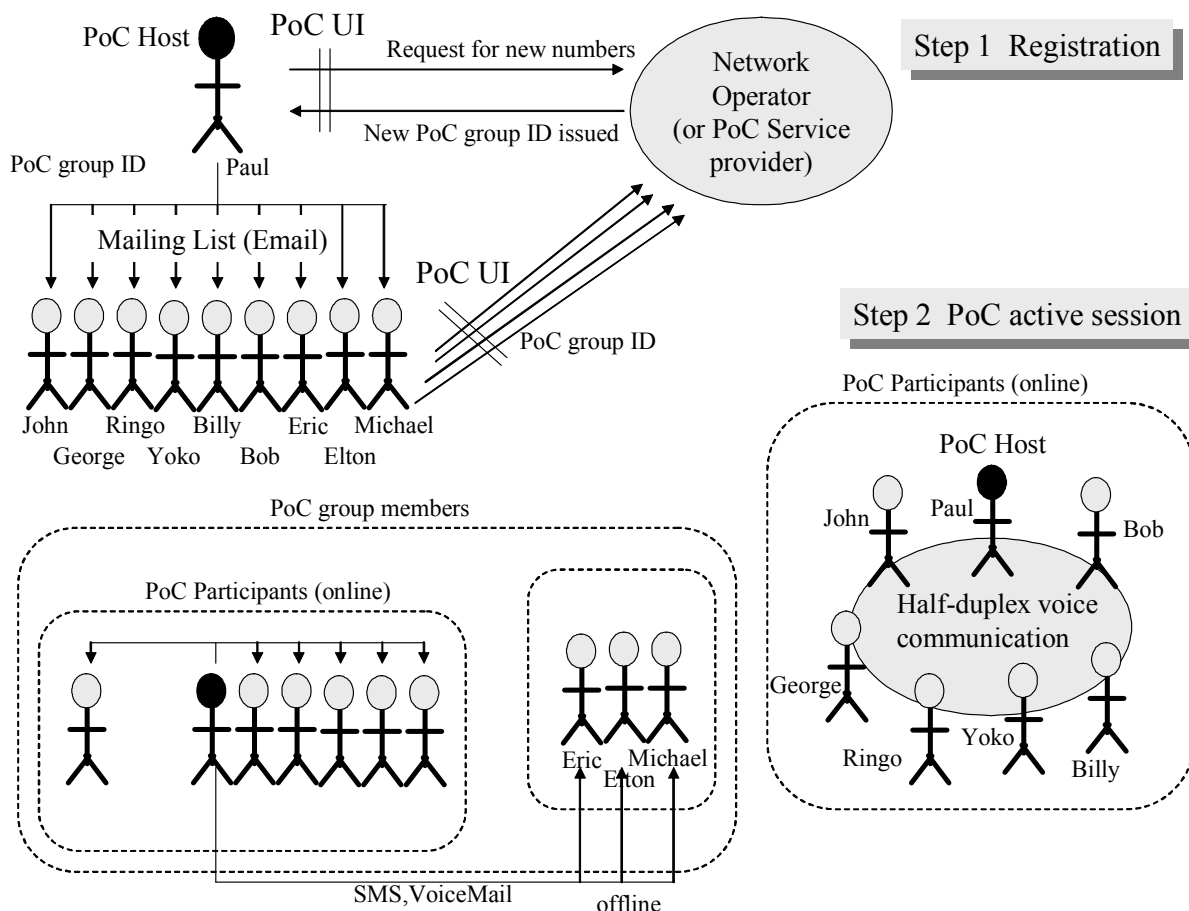 PoC Host
PoC UI
Request for new numbers
New PoC group ID issued
Network
Operator
(or PoC Service
provider)
Step 1 Registration
PoC group ID
Paul
Mailing List (Email)
PoC UI
PoC group ID
John
Ringo
Billy
Eric
Michael
George
Yoko
Bob
Elton
Step 2 PoC active session
PoC Participants (online)
PoC Host
John
Paul
Bob
Half-duplex voice
communication
George
Ringo
Yoko
Billy
PoC group members
PoC Participants (online)
Eric
Michael
Elton
SMS,VoiceMail
offline